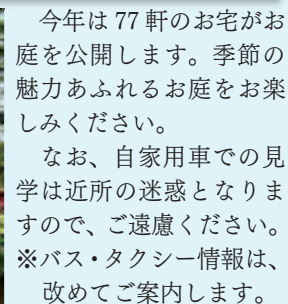 今年は 77 軒のお宅がお
庭を公開します。季節の
魅力あふれるお庭をお楽
しみください。
なお、自家用車での見
学は近所の迷惑となりま
すので、ご遠慮ください。
※バス・タクシー情報は、
改めてご案内します。